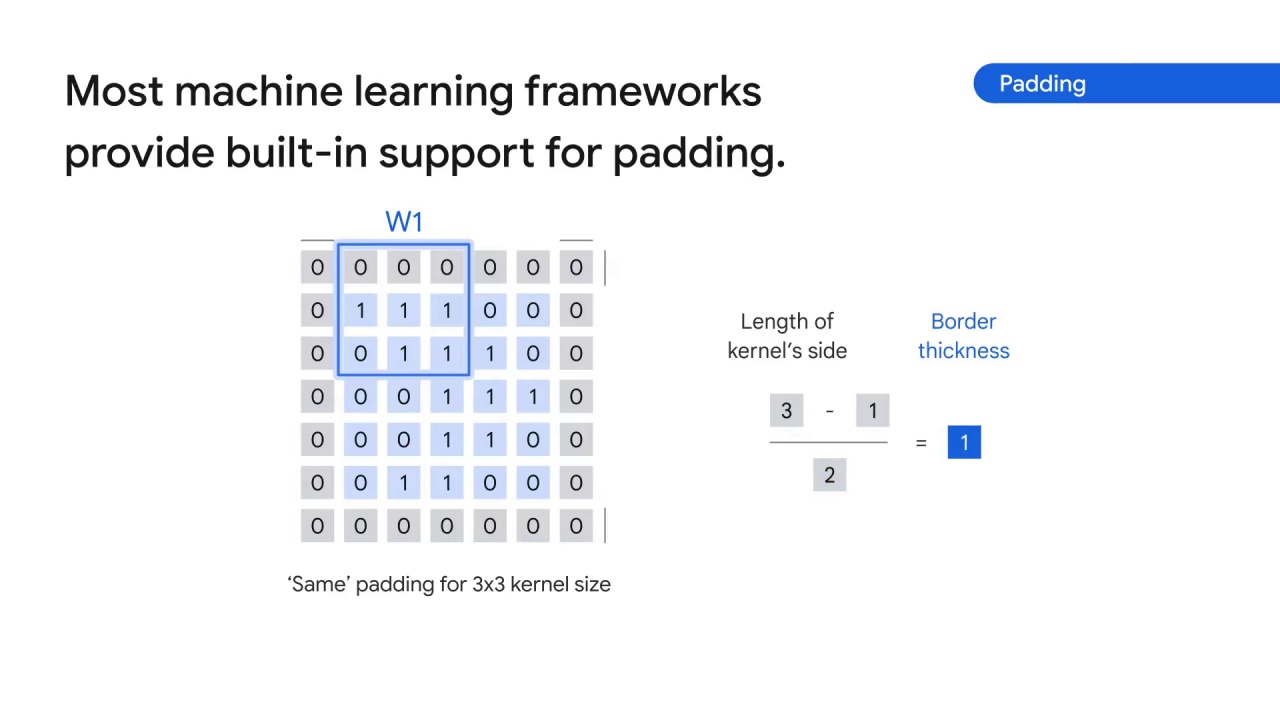 Most machine learning frameworks
provide built-in support for padding.
Padding
W1
0 0 0 0 0 0 0
0 1 1 1 0 0 0
0 0 1 1 1 0 0
0 0 0 1 1 1 0
0 0 0 1 1 0 0
0 0 1 1 0 0 0
0 0 0 0 0 0 0
‘Same’ padding for 3x3 kernel size
Length of
kernel’s side
Border
thickness
3 - 1
2
= 1